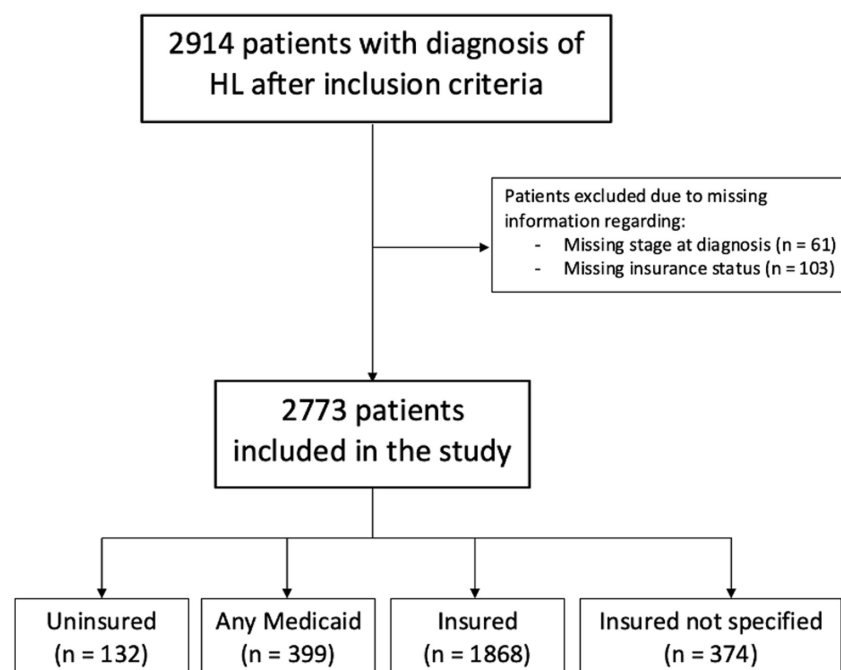 2914 patients with diagnosis of
HL after inclusion criteria
Patients excluded due to missing
information regarding:
- Missing stage at diagnosis (n = 61)
- Missing insurance status (n = 103)
2773 patients
included in the study
Uninsured
(n = 132)
Any Medicaid
(n = 399)
Insured
(n = 1868)
Insured not specified
(n = 374)